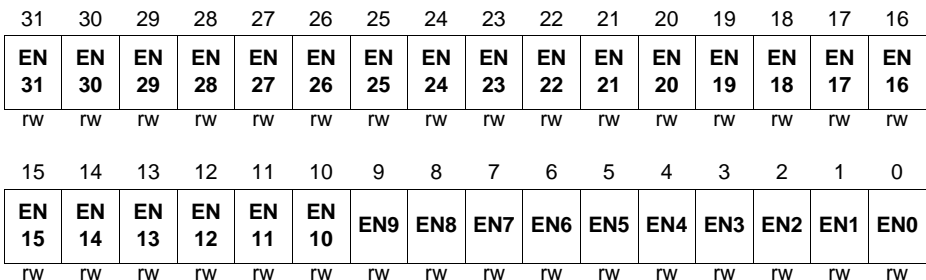 31 30 29 28 27 26 25 24 23 22 21 20 19 18 17 16
EN EN EN EN EN EN EN EN EN EN EN EN EN EN EN EN
31 30 29 28 27 26 25 24 23 22 21 20 19 18 17 16
rw rw rw rw rw rw rw rw rw rw rw rw rw rw rw rw
15 14 13 12 11 10 9 8 7 6 5 4 3 2 1 0
EN EN EN EN EN EN EN9 EN8 EN7 EN6 EN5 EN4 EN3 EN2 EN1 EN0
15 14 13 12 11 10
rw rw rw rw rw rw rw rw rw rw rw rw rw rw rw rw